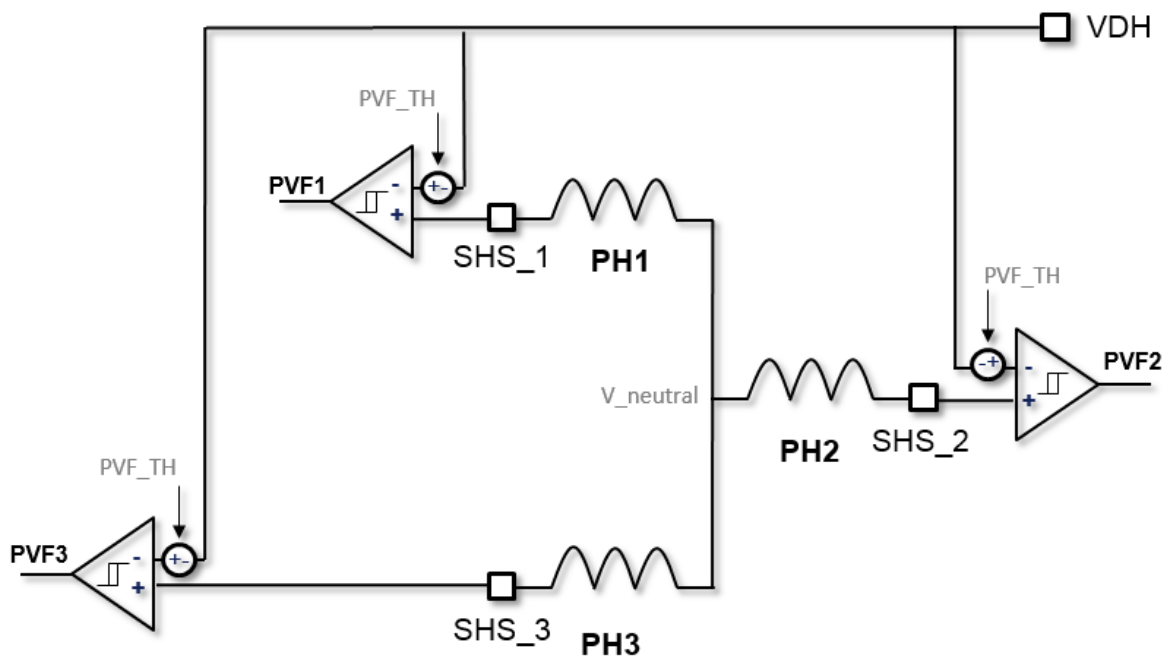 VDH
PVF_TH
PVF1
- +-
+
SHS_1
PH1
PVF_TH
-+ -
PVF2
+
V_neutral
SHS_2
PH2
PVF_TH
PVF3
- +-
+
SHS_3
PH3